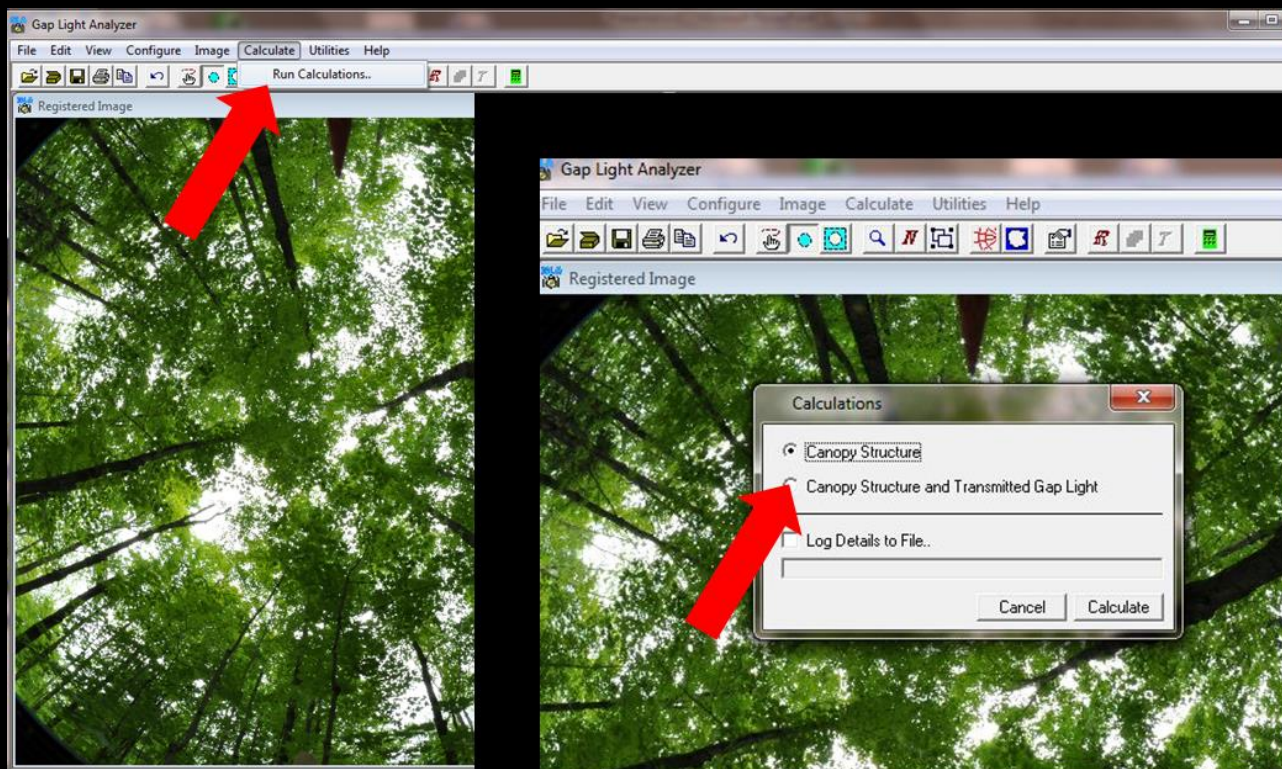 Gap Light Analyzer
File Edit View Configure Image Calculate Utilities Help
Run Calculations..
Registered Image
Gap Light Analyzer
File Edit View Configure Image Calculate Utilities Help
Registered Image
Calculations
Canopy Structure
Canopy Structure and Transmitted Gap Light
Log Details to File..
Cancel Calculate